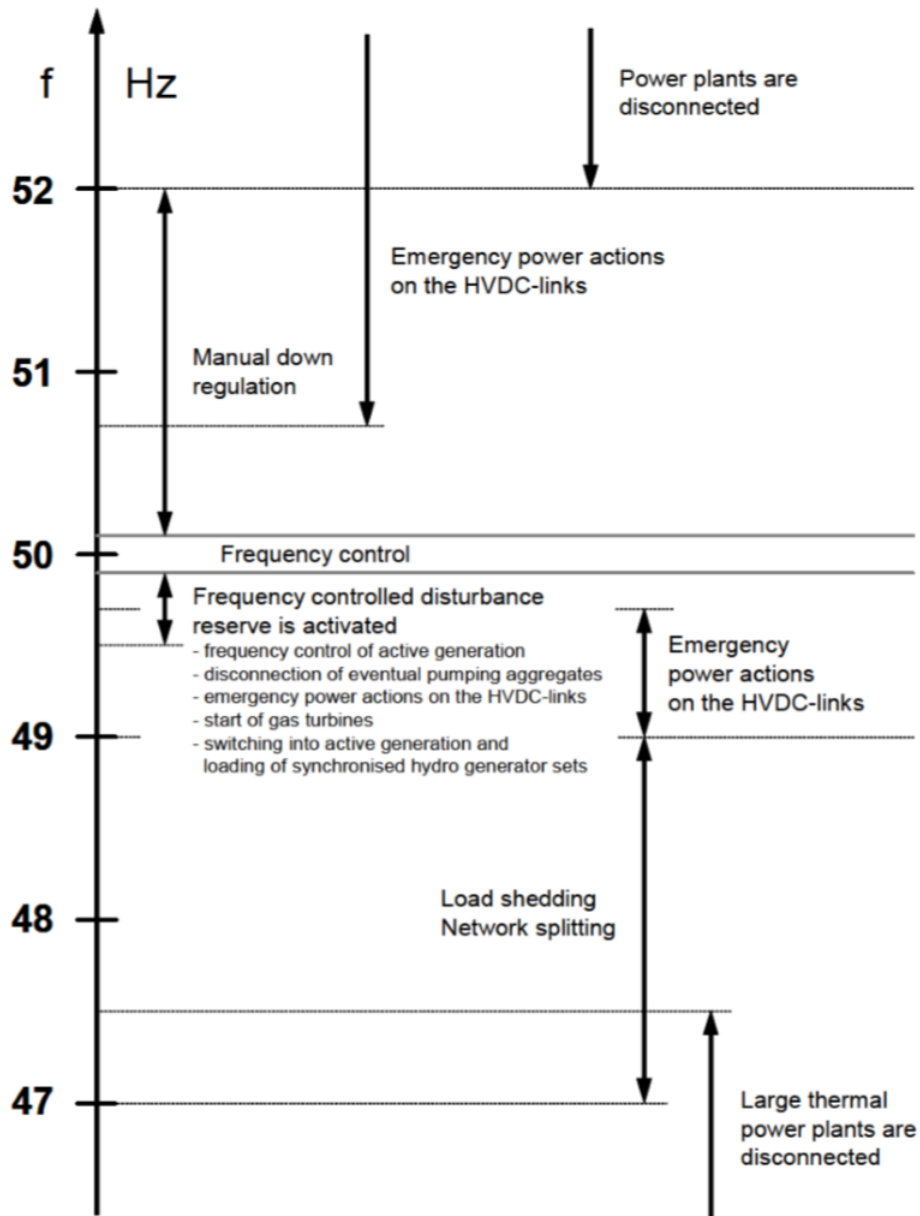 f Hz
Power plants are
disconnected
52
Emergency power actions
on the HVDC-links
Manual down
regulation
51
50
Frequency control
Frequency controlled disturbance
reserve is activated
- frequency control of active generation
- disconnection of eventual pumping aggregates
- emergency power actions on the HVDC-links
- start of gas turbines
- switching into active generation and
loading of synchronised hydro generator sets
Emergency
power actions
on the HVDC-links
49
Load shedding
Network splitting
48
47
Large thermal
power plants are
disconnected